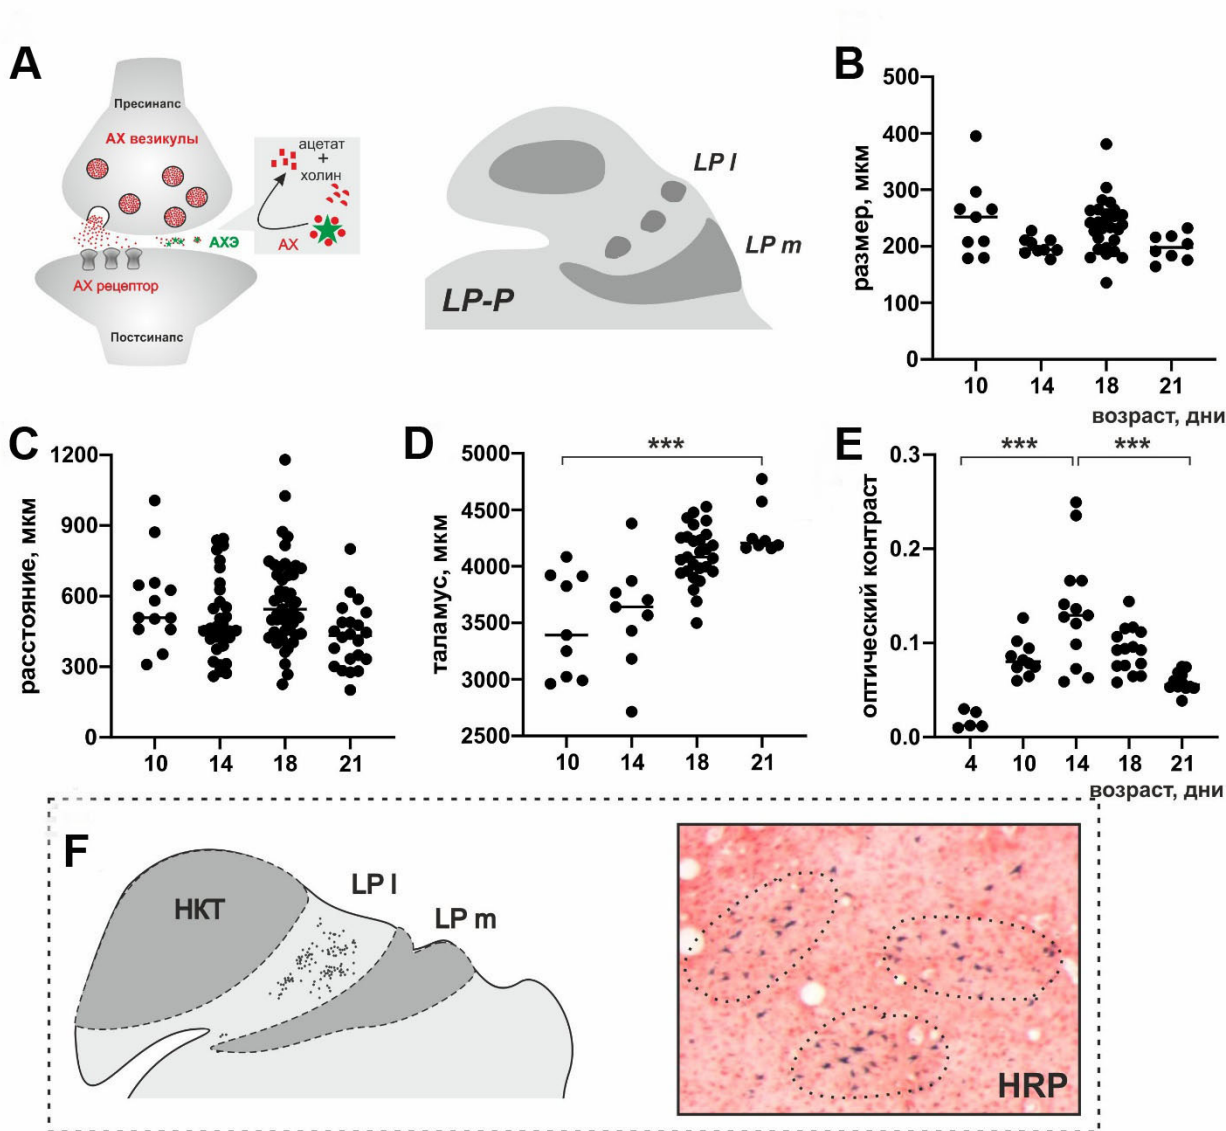 A
Пресинапс
АХ везикулы
ацетат
+
холин
АХЭ
АХ
АХ рецептор
Постсинапс
LP l
LP m
LP-P
B
размер, мкм
500
400
300
200
100
0
10 14 18 21
возраст, дни
C
расстояние, мкм
1200
900
600
300
0
10 14 18 21
D
таламус, мкм
***
5000
4500
4000
3500
3000
2500
10 14 18 21
E
оптический контраст
*** ***
0.3
0.2
0.1
0.0
4 10 14 18 21
возраст, дни
F
НКТ
LP l
LP m
HRP